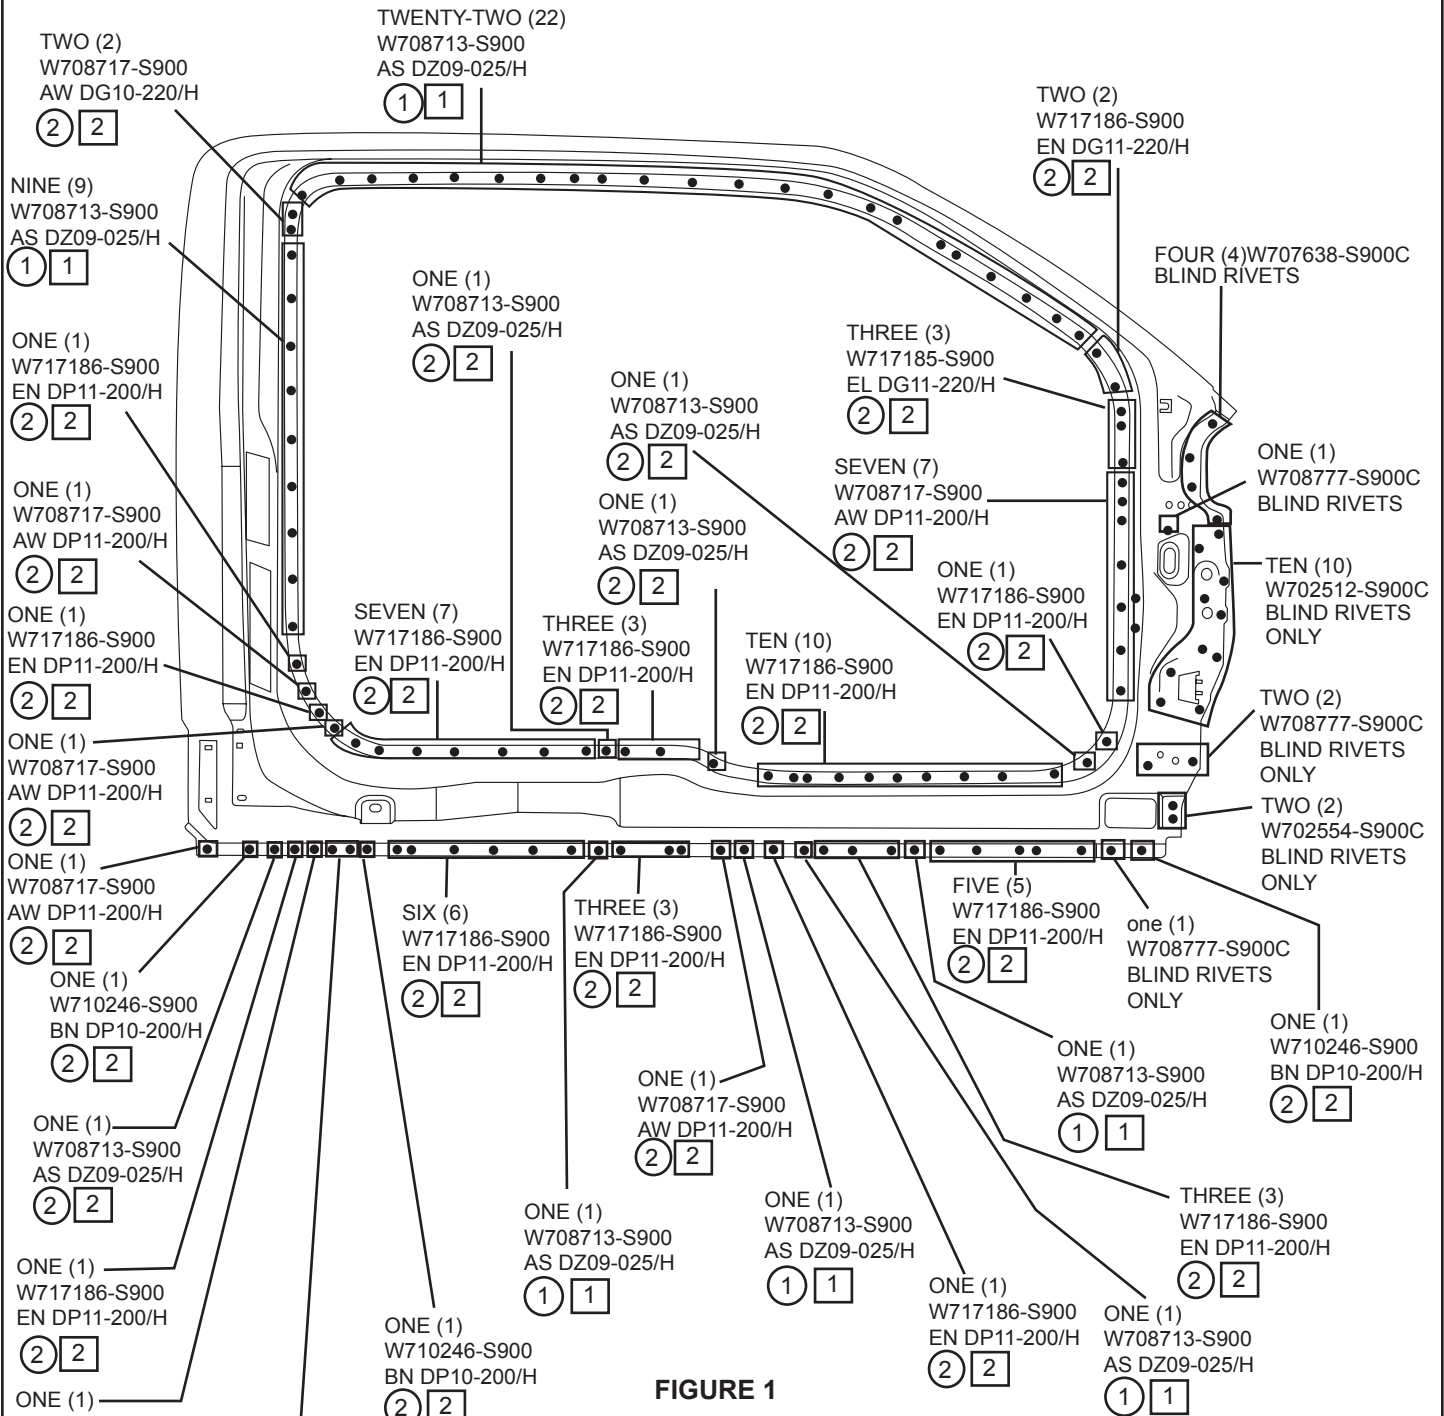 TWENTY-TWO (22)
W708713-S900
AS DZ09-025/H
1 1
TWO (2)
W708717-S900
AW DG10-220/H
2 2
TWO (2)
W717186-S900
EN DG11-220/H
2 2
NINE (9)
W708713-S900
AS DZ09-025/H
1 1
FOUR (4)W707638-S900C
BLIND RIVETS
ONE (1)
W708713-S900
AS DZ09-025/H
2 2
ONE (1)
W717186-S900
EN DP11-200/H
2 2
THREE (3)
W717185-S900
EL DG11-220/H
2 2
ONE (1)
W708713-S900
AS DZ09-025/H
2 2
ONE (1)
W708777-S900C
BLIND RIVETS
SEVEN (7)
W708717-S900
AW DP11-200/H
2 2
ONE (1)
W708717-S900
AW DP11-200/H
2 2
ONE (1)
W708713-S900
AS DZ09-025/H
2 2
TEN (10)
W702512-S900C
BLIND RIVETS
ONLY
ONE (1)
W717186-S900
EN DP11-200/H
2 2
ONE (1)
W717186-S900
EN DP11-200/H
2 2
SEVEN (7)
W717186-S900
EN DP11-200/H
2 2
THREE (3)
W717186-S900
EN DP11-200/H
2 2
TEN (10)
W717186-S900
EN DP11-200/H
2 2
TWO (2)
W708777-S900C
BLIND RIVETS
ONLY
ONE (1)
W708717-S900
AW DP11-200/H
2 2
TWO (2)
W702554-S900C
BLIND RIVETS
ONLY
ONE (1)
W708717-S900
AW DP11-200/H
2 2
SIX (6)
W717186-S900
EN DP11-200/H
2 2
THREE (3)
W717186-S900
EN DP11-200/H
2 2
FIVE (5)
W717186-S900
EN DP11-200/H
2 2
one (1)
W708777-S900C
BLIND RIVETS
ONLY
ONE (1)
W710246-S900
BN DP10-200/H
2 2
ONE (1)
W710246-S900
BN DP10-200/H
2 2
ONE (1)
W708713-S900
AS DZ09-025/H
1 1
ONE (1)
W708717-S900
AW DP11-200/H
2 2
ONE (1)
W708713-S900
AS DZ09-025/H
2 2
ONE (1)
W708713-S900
AS DZ09-025/H
1 1
ONE (1)
W708713-S900
AS DZ09-025/H
1 1
THREE (3)
W717186-S900
EN DP11-200/H
2 2
ONE (1)
W717186-S900
EN DP11-200/H
2 2
ONE (1)
W717186-S900
EN DP11-200/H
2 2
ONE (1)
W708713-S900
AS DZ09-025/H
1 1
ONE (1)
W710246-S900
BN DP10-200/H
2 2
ONE (1)
FIGURE 1